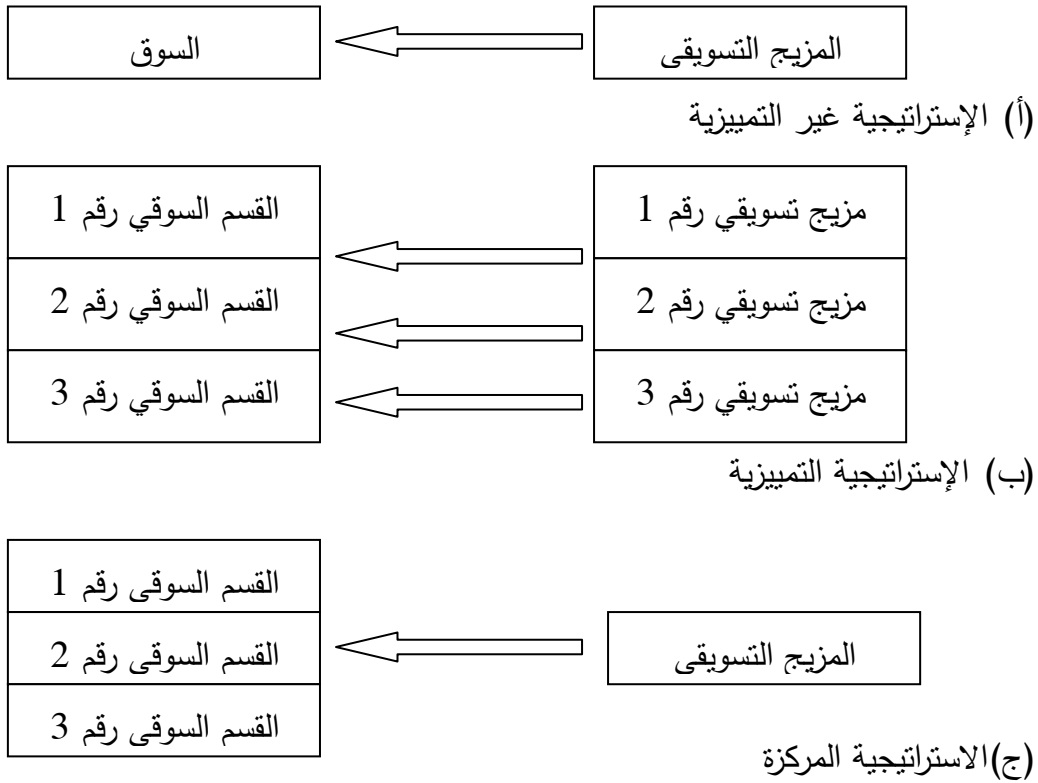 المزيج التسويقى
السوق
(أ) الإستراتيجية غير التمييزية
مزيج تسويقي رقم 1
القسم السوقي رقم 1
مزيج تسويقي رقم 2
القسم السوقي رقم 2
مزيج تسويقي رقم 3
القسم السوقي رقم 3
(ب) الإستراتيجية التمييزية
القسم السوقى رقم 1
المزيج التسويقى
القسم السوقى رقم 2
القسم السوقى رقم 3
(ج)الاستراتيجية المركزة